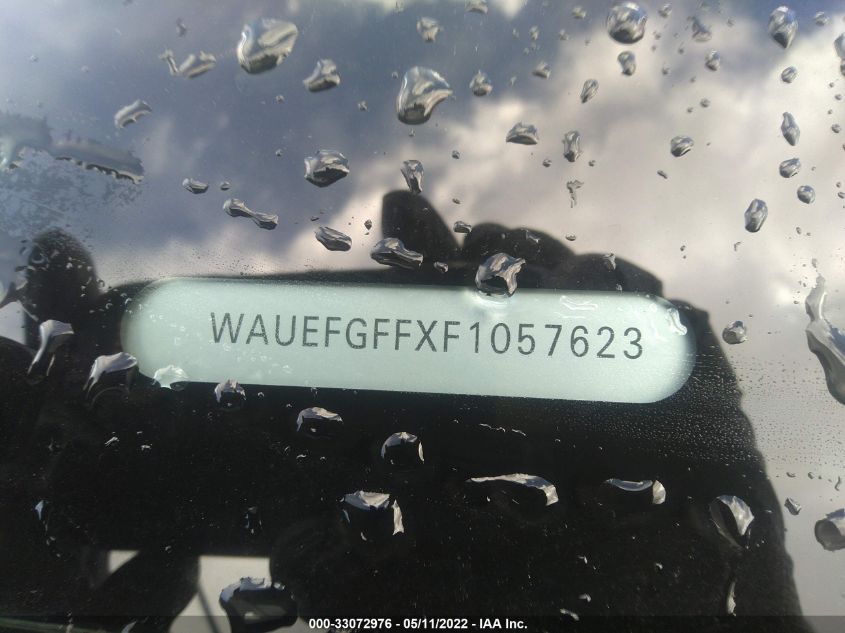 WAUEFGFFXF1057623
000-33072976 - 05/11/2022 - IAA Inc.